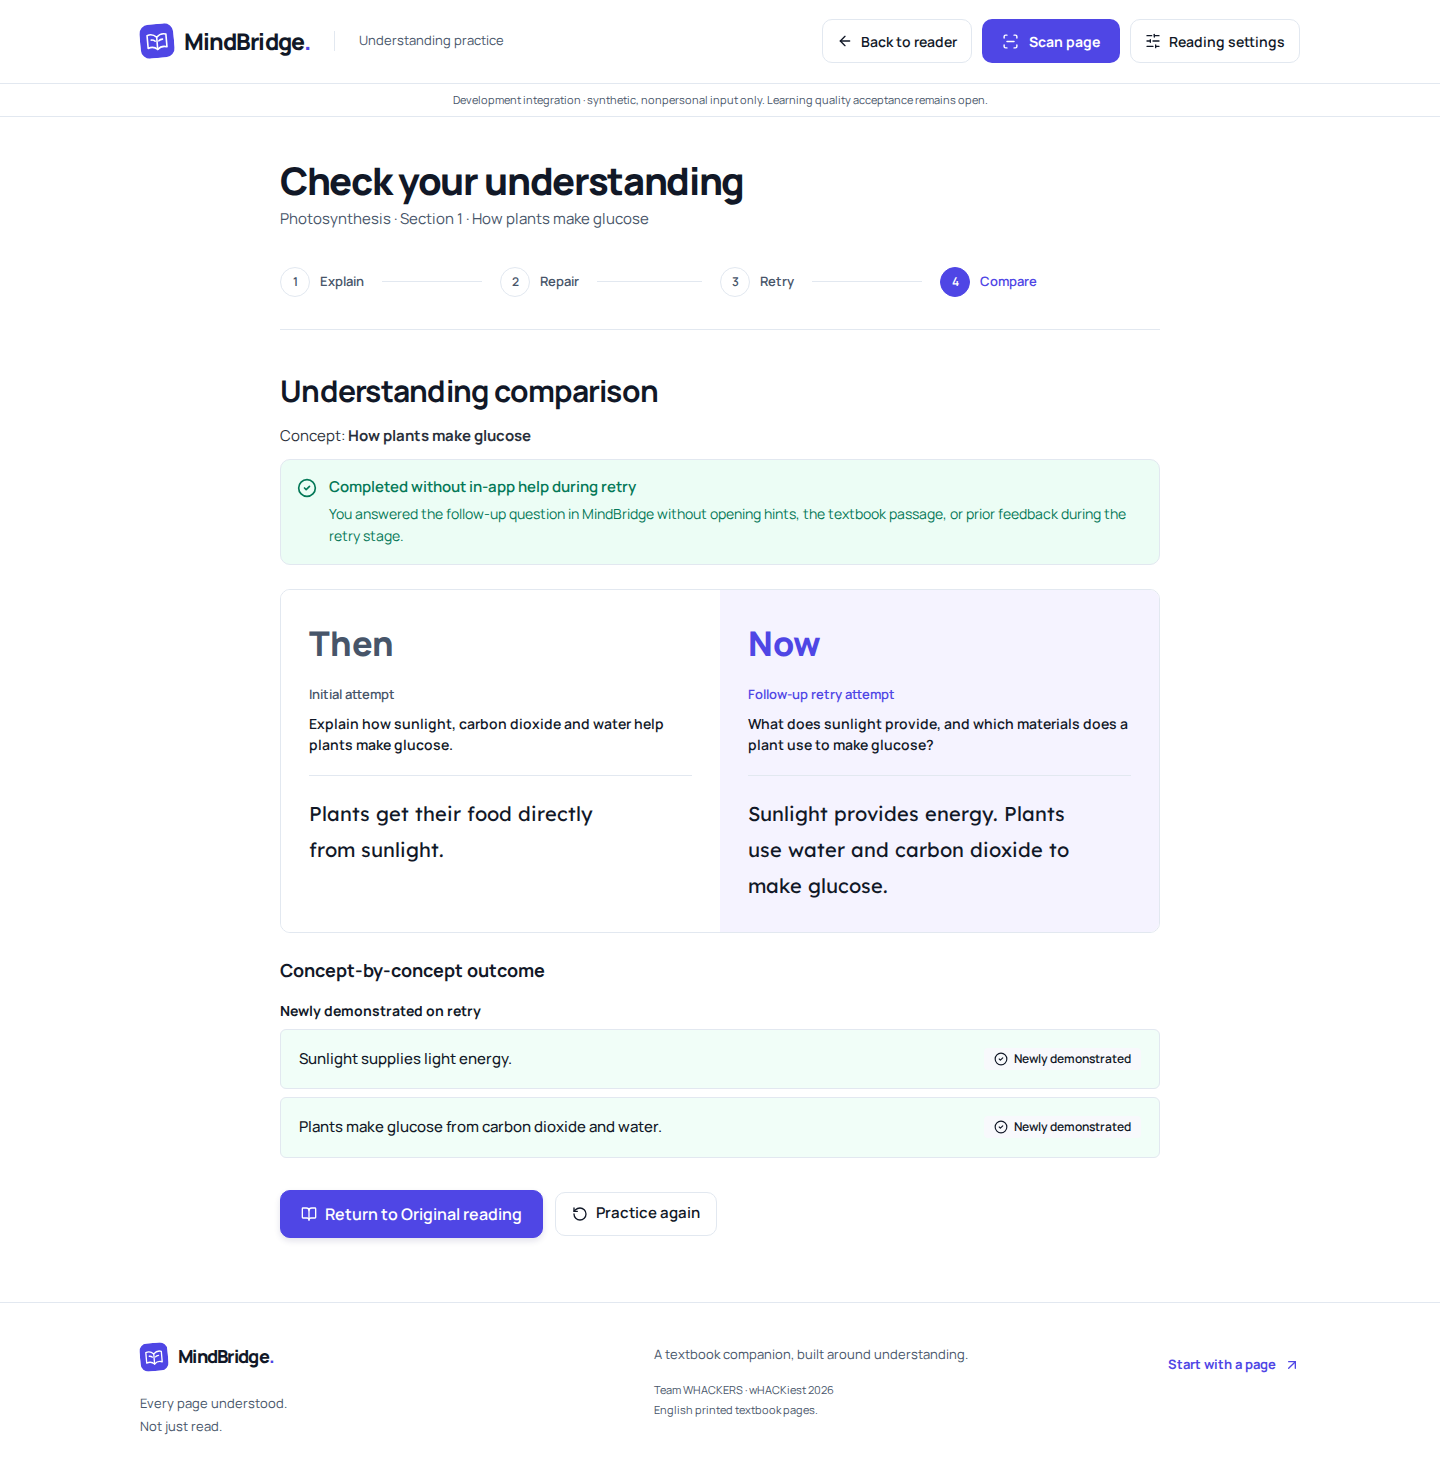 MindBridge.
Understanding practice
Back to reader
Scan page
Reading settings
Development integration · synthetic, nonpersonal input only. Learning quality acceptance remains open.
Check your understanding
Photosynthesis · Section 1 · How plants make glucose
1 Explain
2 Repair
3 Retry
4 Compare
Understanding comparison
Concept: How plants make glucose
Completed without in-app help during retry
You answered the follow-up question in MindBridge without opening hints, the textbook passage, or prior feedback during the
retry stage.
Then
Initial attempt
Explain how sunlight, carbon dioxide and water help
plants make glucose.
Plants get their food directly
from sunlight.
Now
Follow-up retry attempt
What does sunlight provide, and which materials does a
plant use to make glucose?
Sunlight provides energy. Plants
use water and carbon dioxide to
make glucose.
Concept-by-concept outcome
Newly demonstrated on retry
Sunlight supplies light energy.
Newly demonstrated
Plants make glucose from carbon dioxide and water.
Newly demonstrated
Return to Original reading
Practice again
MindBridge.
Every page understood.
Not just read.
A textbook companion, built around understanding.
Team WHACKERS · wHACKiest 2026
English printed textbook pages.
Start with a page